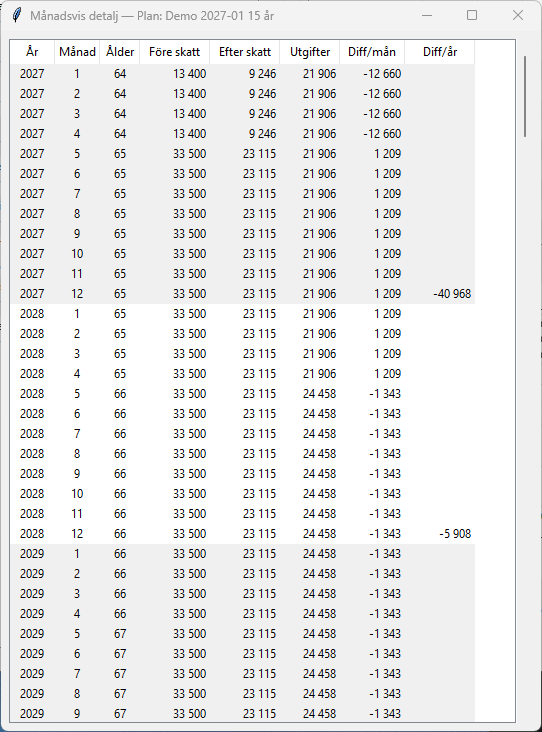 Månadsvis detalj — Plan: Demo 2027-01 15 år
År Månad Ålder Före skatt Efter skatt Utgifter Diff/mån Diff/år
2027 1 64 13 400 9 246 21 906 -12 660
2027 2 64 13 400 9 246 21 906 -12 660
2027 3 64 13 400 9 246 21 906 -12 660
2027 4 64 13 400 9 246 21 906 -12 660
2027 5 65 33 500 23 115 21 906 1 209
2027 6 65 33 500 23 115 21 906 1 209
2027 7 65 33 500 23 115 21 906 1 209
2027 8 65 33 500 23 115 21 906 1 209
2027 9 65 33 500 23 115 21 906 1 209
2027 10 65 33 500 23 115 21 906 1 209
2027 11 65 33 500 23 115 21 906 1 209
2027 12 65 33 500 23 115 21 906 1 209 -40 968
2028 1 65 33 500 23 115 21 906 1 209
2028 2 65 33 500 23 115 21 906 1 209
2028 3 65 33 500 23 115 21 906 1 209
2028 4 65 33 500 23 115 21 906 1 209
2028 5 66 33 500 23 115 24 458 -1 343
2028 6 66 33 500 23 115 24 458 -1 343
2028 7 66 33 500 23 115 24 458 -1 343
2028 8 66 33 500 23 115 24 458 -1 343
2028 9 66 33 500 23 115 24 458 -1 343
2028 10 66 33 500 23 115 24 458 -1 343
2028 11 66 33 500 23 115 24 458 -1 343
2028 12 66 33 500 23 115 24 458 -1 343 -5 908
2029 1 66 33 500 23 115 24 458 -1 343
2029 2 66 33 500 23 115 24 458 -1 343
2029 3 66 33 500 23 115 24 458 -1 343
2029 4 66 33 500 23 115 24 458 -1 343
2029 5 67 33 500 23 115 24 458 -1 343
2029 6 67 33 500 23 115 24 458 -1 343
2029 7 67 33 500 23 115 24 458 -1 343
2029 8 67 33 500 23 115 24 458 -1 343
2029 9 67 33 500 23 115 24 458 -1 343